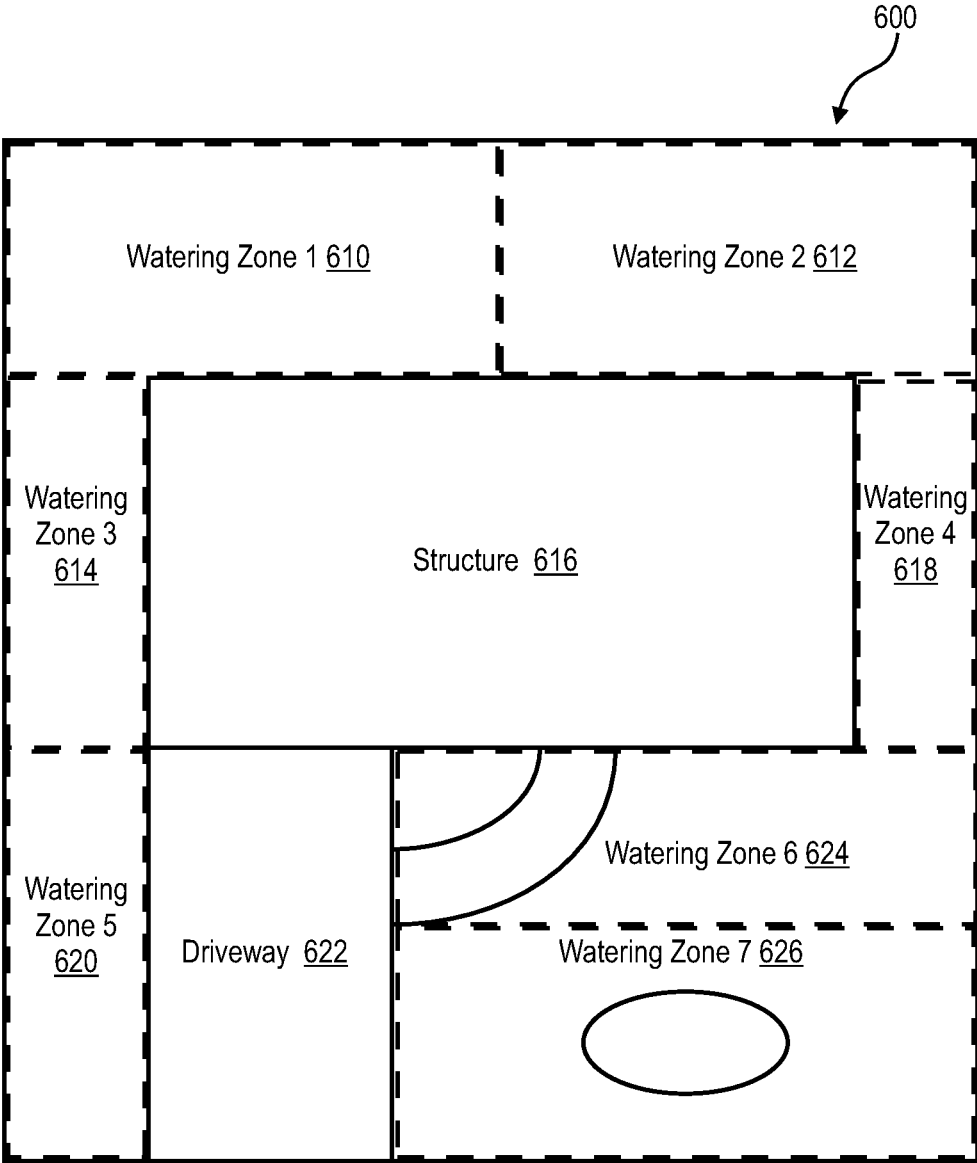 600
Watering Zone 1 610
Watering Zone 2 612
Watering
Zone 3
614
Structure 616
Watering
Zone 4
618
Watering Zone 6 624
Watering
Zone 5
620
Driveway 622
Watering Zone 7 626